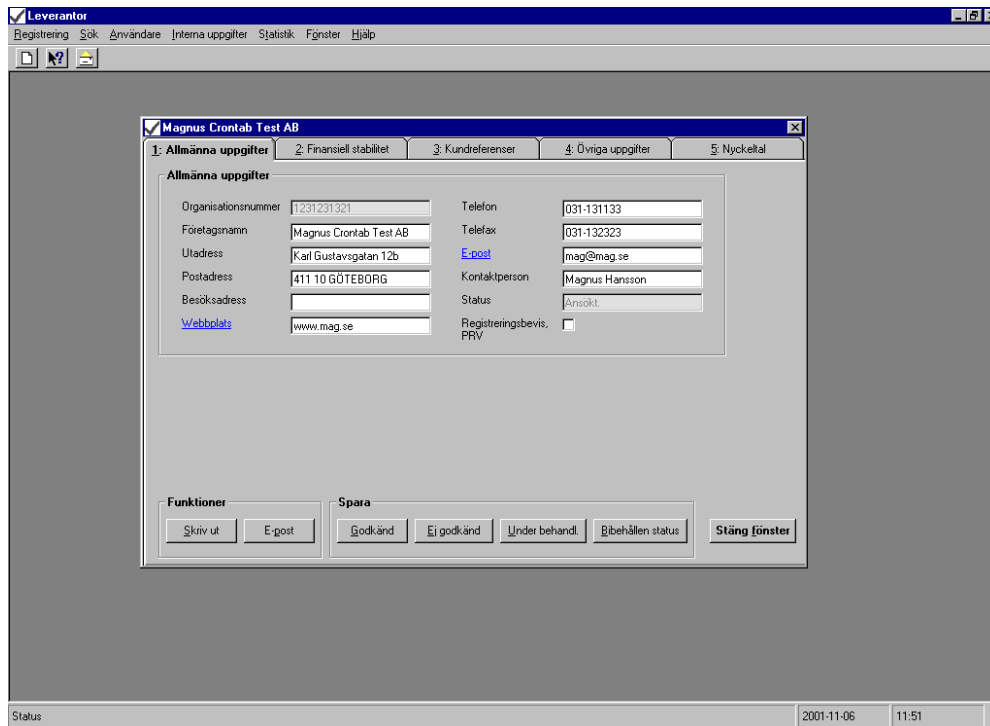 Leverantor
Registrering Sök Användare Interna uppgifter Statistik Fönster Hjälp
Magnus Crontab Test AB
1: Allmänna uppgifter 2: Finansiell stabilitet 3: Kundreferenser 4: Övriga uppgifter 5: Nyckeltal
Allmänna uppgifter
Organisationsnummer 1231231321 Telefon 031-131133
Företagsnamn Magnus Crontab Test AB Telefax 031-132323
Utadress Karl Gustavsgatan 12b E-post mag@mag.se
Postadress 411 10 GÖTEBORG Kontaktperson Magnus Hansson
Besöksadress Status Ansökt.
Webbplats www.mag.se Registreringsbevis,
PRV
Funktioner Spara
Skriv ut E-post Godkänd Ej godkänd Under behandl. Bibehållen status Stäng fönster
Status 2001-11-06 11:51